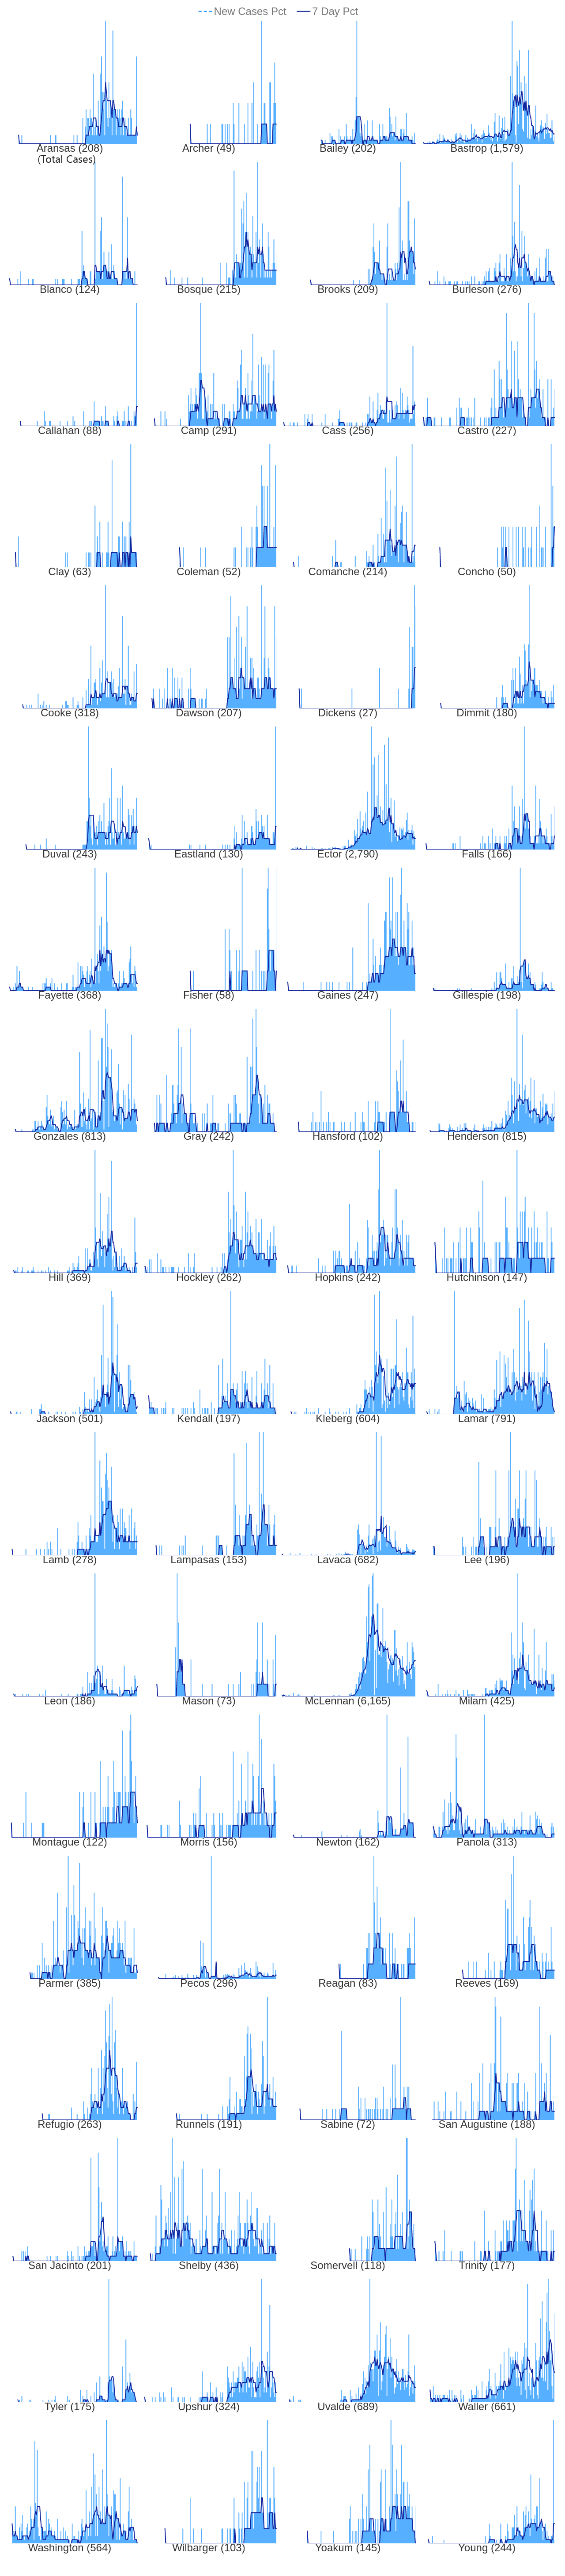 New Cases Pct 7 Day Pct
Aransas (208) Archer (49) Bailey (202) Bastrop (1,579)
(Total Cases)
Blanco (124) Bosque (215) Brooks (209) Burleson (276)
Callahan (88) Camp (291) Cass (256) Castro (227)
Clay (63) Coleman (52) Comanche (214) Concho (50)
Cooke (318) Dawson (207) Dickens (27) Dimmit (180)
Duval (243) Eastland (130) Ector (2,790) Falls (166)
Fayette (368) Fisher (58) Gaines (247) Gillespie (198)
Gonzales (813) Gray (242) Hansford (102) Henderson (815)
Hill (369) Hockley (262) Hopkins (242) Hutchinson (147)
Jackson (501) Kendall (197) Kleberg (604) Lamar (791)
Lamb (278) Lampasas (153) Lavaca (682) Lee (196)
Leon (186) Mason (73) McLennan (6,165) Milam (425)
Montague (122) Morris (156) Newton (162) Panola (313)
Parmer (385) Pecos (296) Reagan (83) Reeves (169)
Refugio (263) Runnels (191) Sabine (72) San Augustine (188)
San Jacinto (201) Shelby (436) Somervell (118) Trinity (177)
Tyler (175) Upshur (324) Uvalde (689) Waller (661)
Washington (564) Wilbarger (103) Yoakum (145) Young (244)